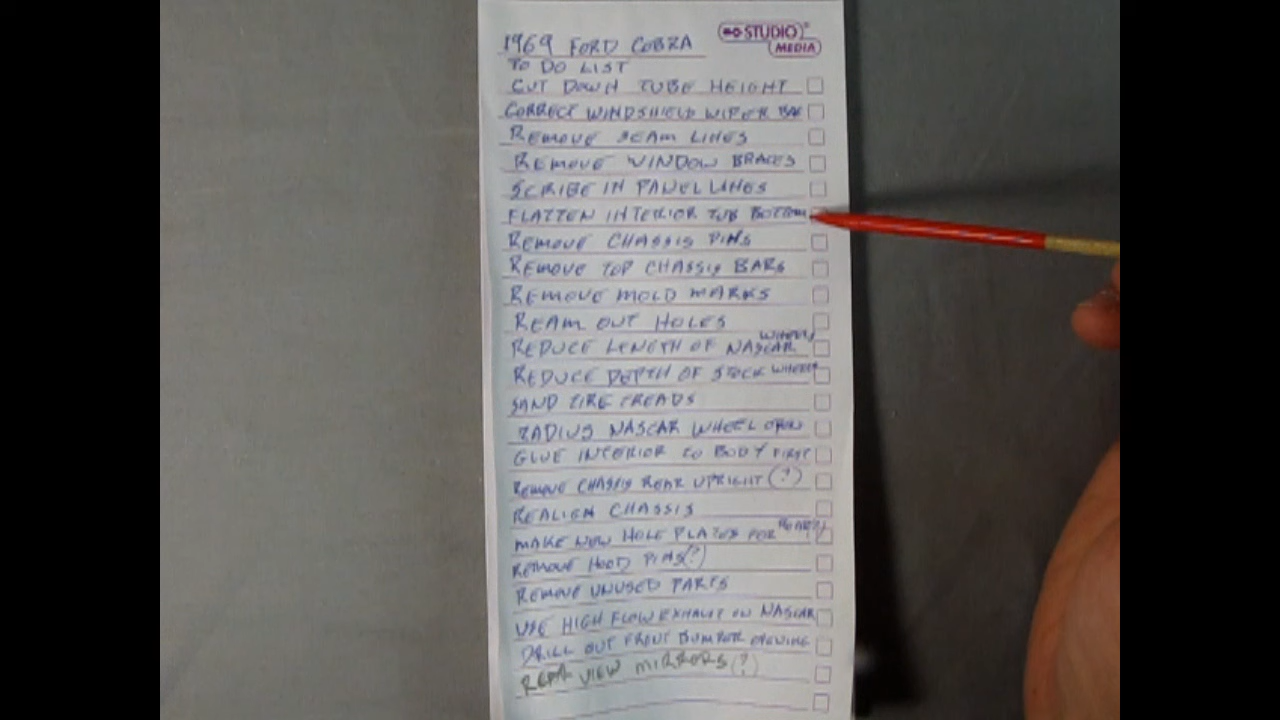 STUDIO
MEDIA
1969 FORD COBRA
TO DO LIST
CUT DOWN TUBE HEIGHT
CORRECT WINDSHIELD WIPER BAR
REMOVE SEAM LINES
REMOVE WINDOW BRACES
SCRIBE IN PANEL LINES
FLATTEN INTERIOR TUB BOTTOM
REMOVE CHASSIS PINS
REMOVE TOP CHASSIS BARS
REMOVE MOLD MARKS
REAM OUT HOLES
REDUCE LENGTH OF NASCAR WHEELS
REDUCE DEPTH OF STOCK WHEELS
SAND TIRE TREADS
RADIUS NASCAR WHEEL OPEN
GLUE INTERIOR TO BODY FIRST
REMOVE CHASSIS REAR UPRIGHT (?)
REALIGN CHASSIS
MAKE NEW HOLE PLATES FOR
REMOVE HOOD PINS(?)
REMOVE UNUSED PARTS
USE HIGH FLOW EXHAUST ON NASCAR
DRILL OUT FRONT BUMPER OPENING
REAR VIEW MIRRORS(?)